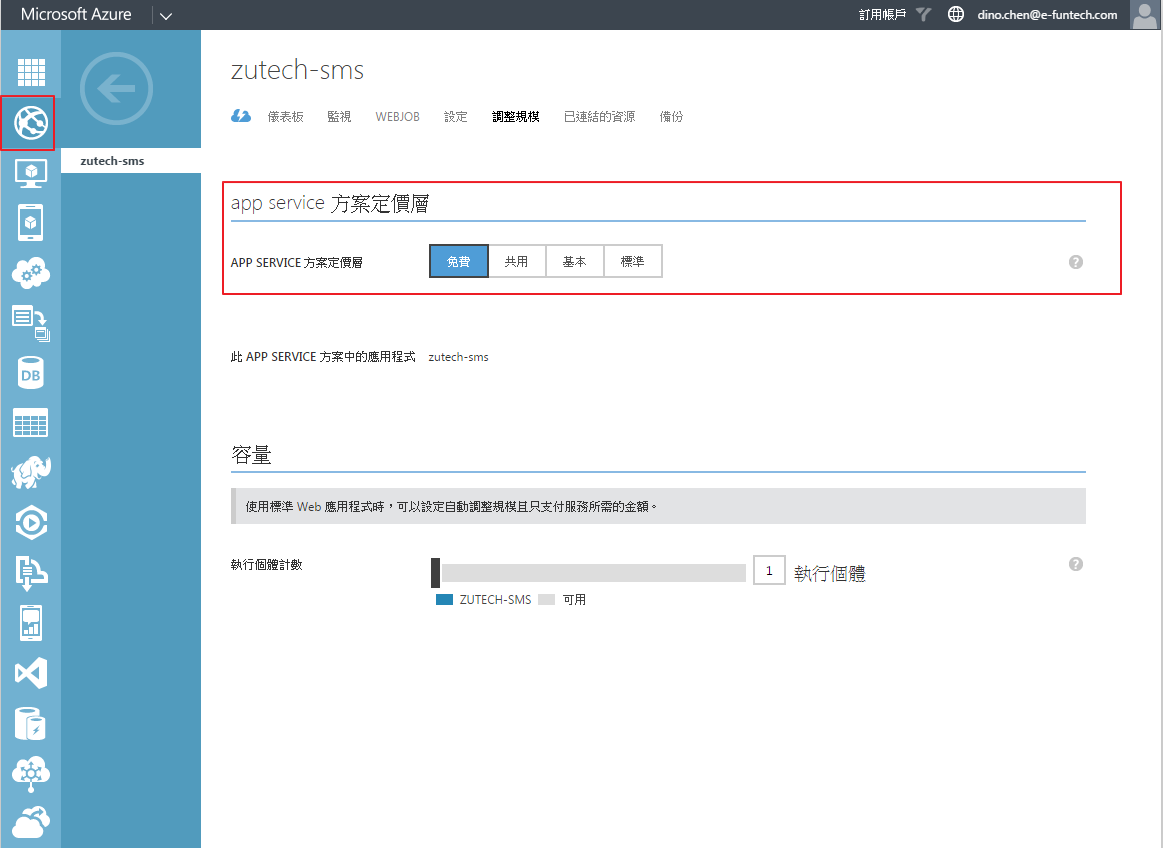 Microsoft Azure
訂用帳戶
dino.chen@e-funtech.com
zutech-sms
儀表板 監視 WEBJOB 設定 調整規模 已連結的資源 備份
zutech-sms
app service 方案定價層
APP SERVICE 方案定價層 免費 共用 基本 標準 ?
此 APP SERVICE 方案中的應用程式 zutech-sms
DB
容量
使用標準 Web 應用程式時，可以設定自動調整規模且只支付服務所需的金額。
執行個體計數 1 執行個體 ?
ZUTECH-SMS 可用